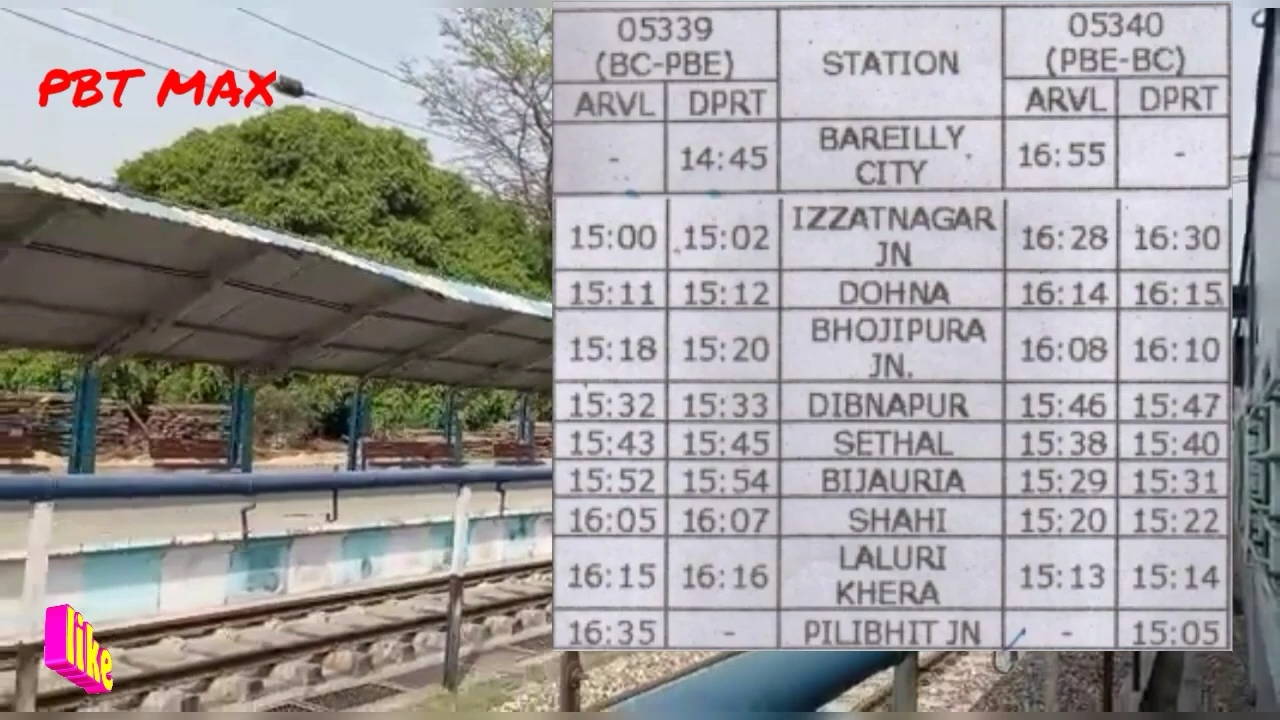 PBT MAX
05339 (BC-PBE) STATION 05340 (PBE-BC)
ARVL DPRT ARVL DPRT
- 14:45 BAREILLY CITY 16:55 -
15:00 15:02 IZZATNAGAR JN 16:28 16:30
15:11 15:12 DOHNA 16:14 16:15
15:18 15:20 BHOJIPURA JN. 16:08 16:10
15:32 15:33 DIBNAPUR 15:46 15:47
15:43 15:45 SETHAL 15:38 15:40
15:52 15:54 BIJAURIA 15:29 15:31
16:05 16:07 SHAHI 15:20 15:22
16:15 16:16 LALURI KHERA 15:13 15:14
16:35 - PILIBHIT JN - 15:05
like